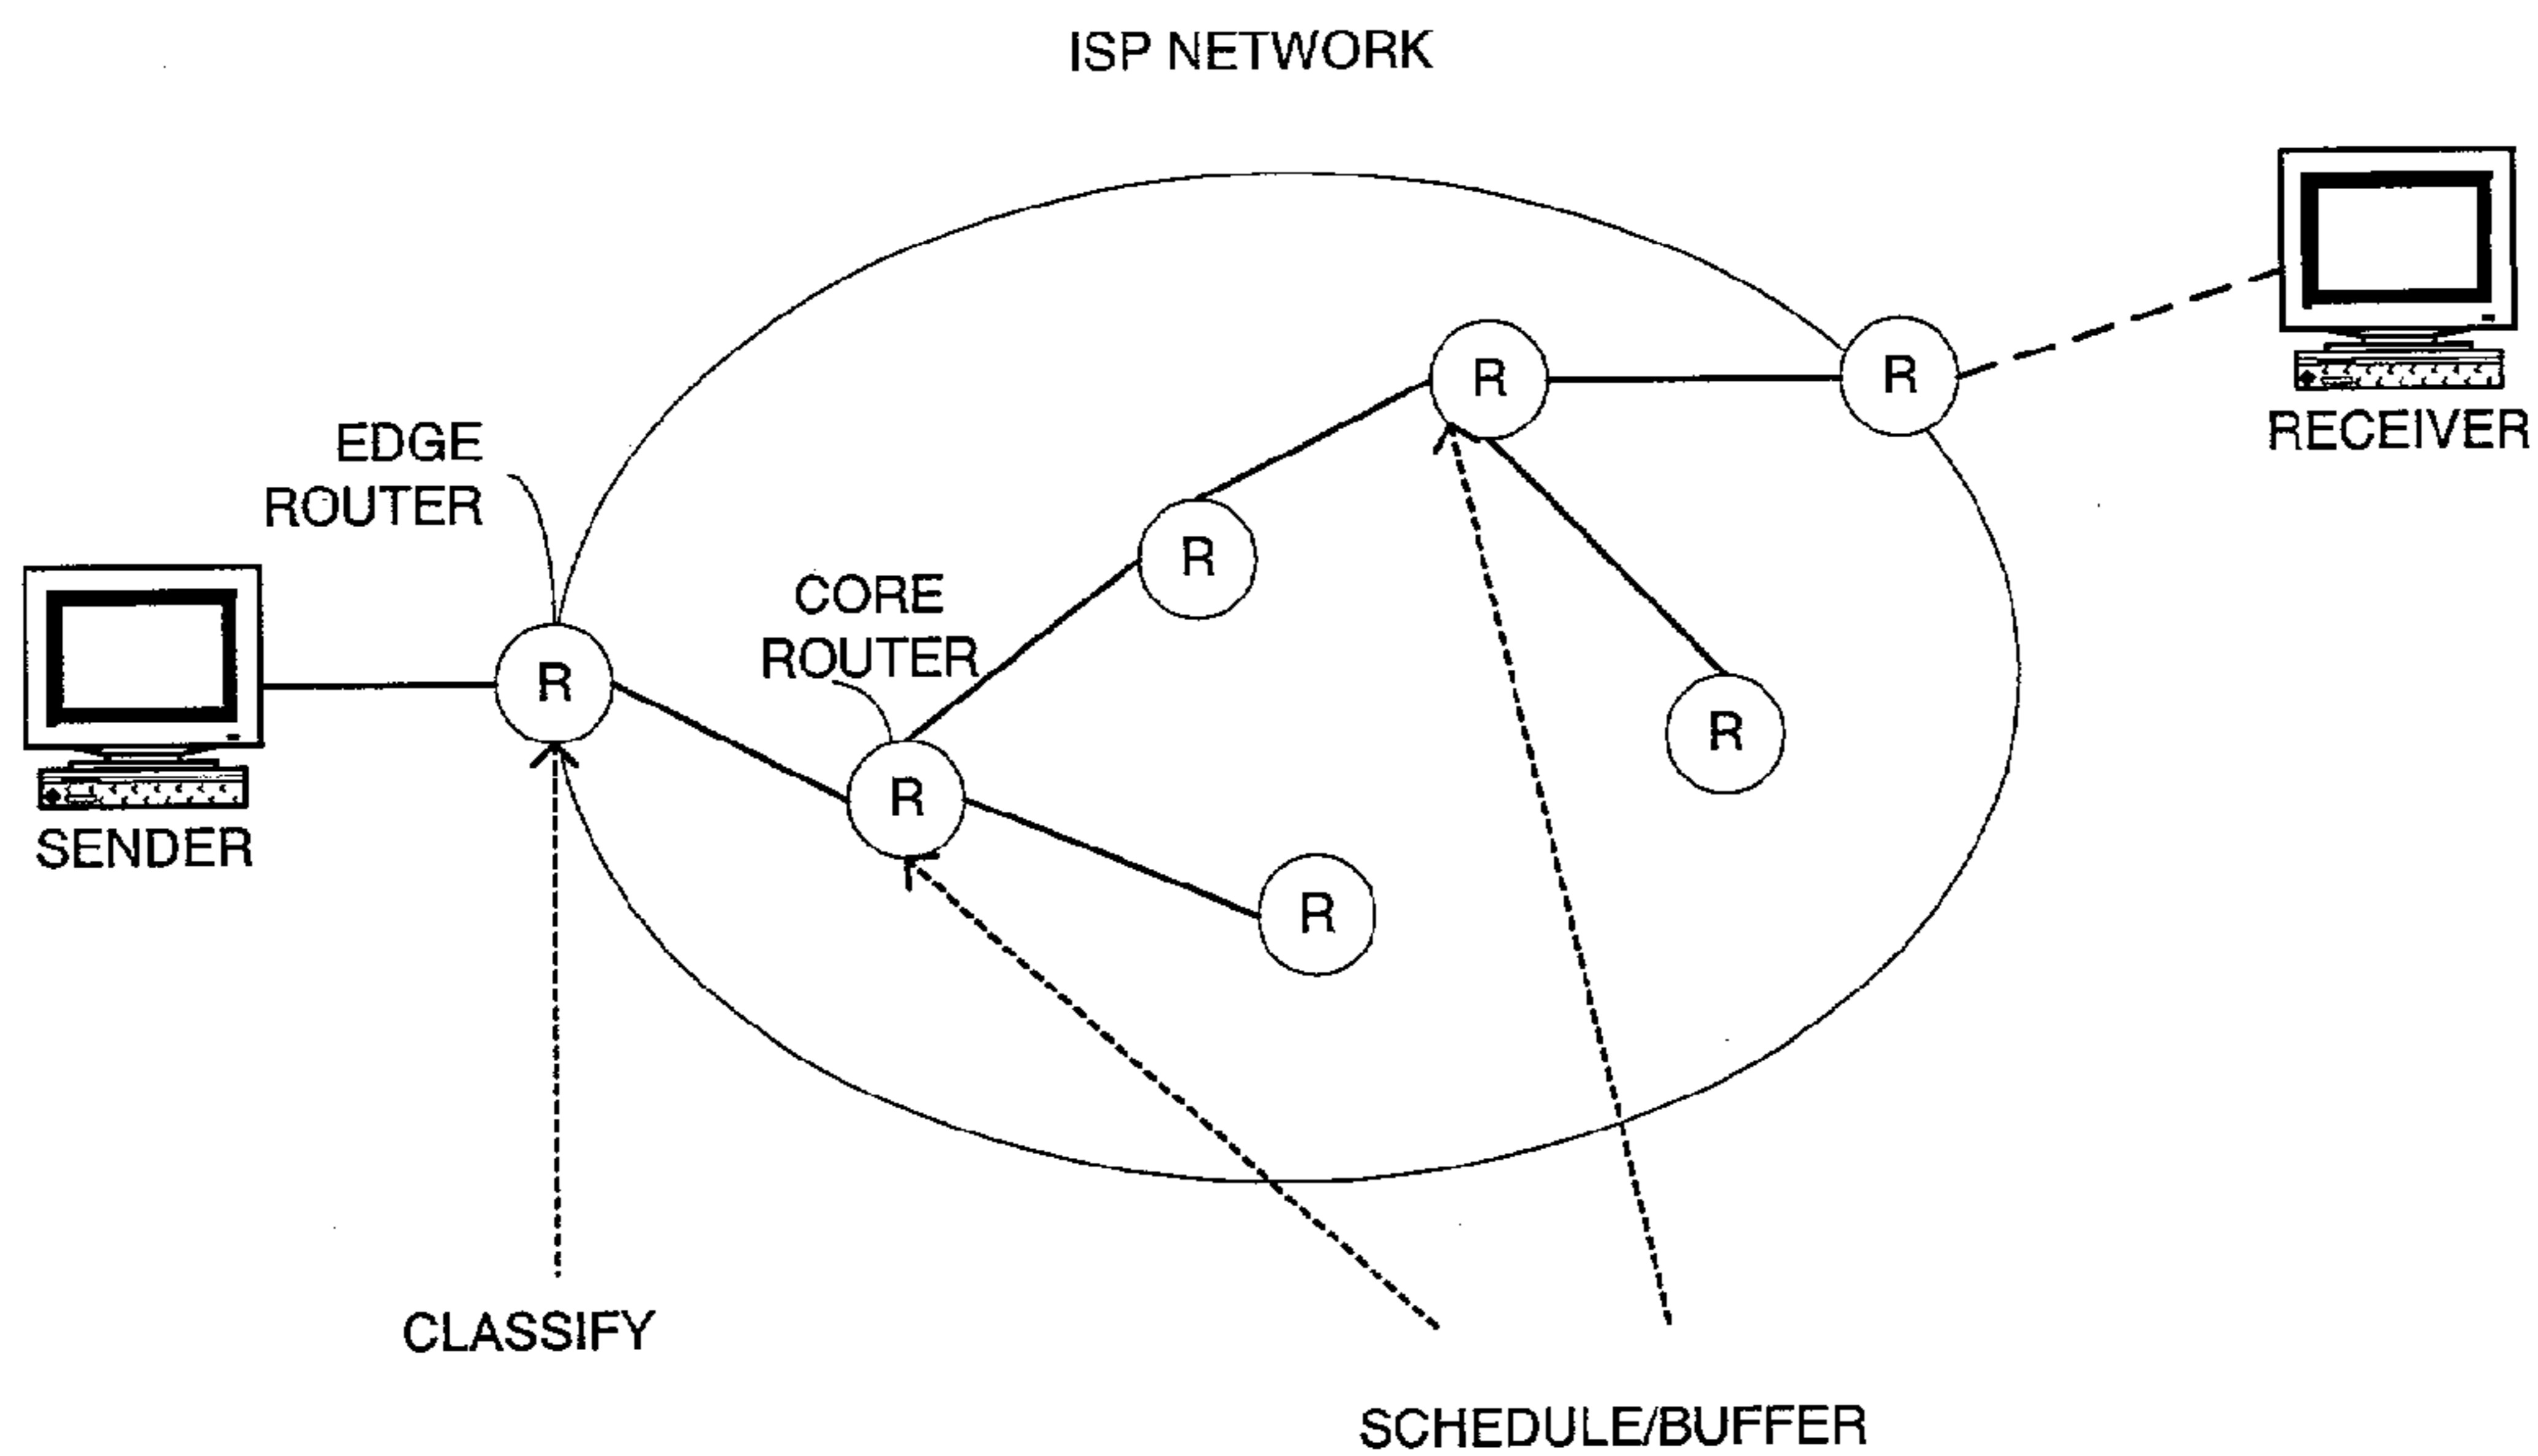 ISP NETWORK
R
R
RECEIVER
EDGE
ROUTER
R
CORE
ROUTER
R
R
R
SENDER
R
CLASSIFY
SCHEDULE/BUFFER